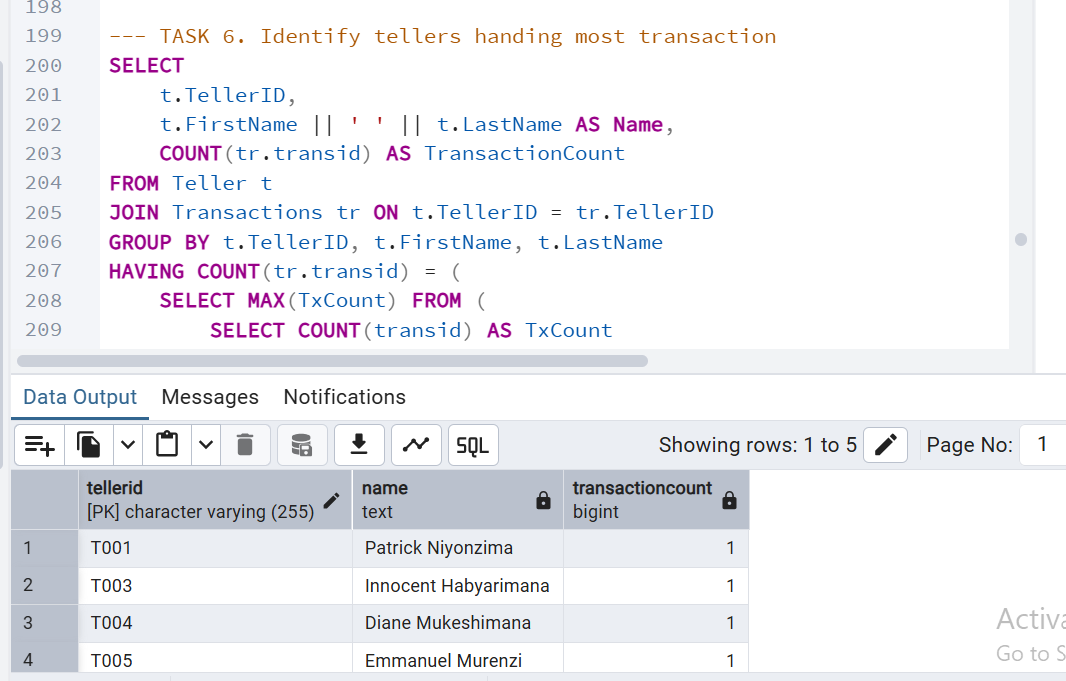 198
199 --- TASK 6. Identify tellers handing most transaction
200 SELECT
201 t.TellerID,
202 t.FirstName || ' ' || t.LastName AS Name,
203 COUNT(tr.transid) AS TransactionCount
204 FROM Teller t
205 JOIN Transactions tr ON t.TellerID = tr.TellerID
206 GROUP BY t.TellerID, t.FirstName, t.LastName
207 HAVING COUNT(tr.transid) = (
208 SELECT MAX(TxCount) FROM (
209 SELECT COUNT(transid) AS TxCount
Data Output Messages Notifications
SQL Showing rows: 1 to 5 Page No: 1
tellerid name transactioncount
[PK] character varying (255) text bigint
1 T001 Patrick Niyonzima 1
2 T003 Innocent Habyarimana 1
3 T004 Diane Mukeshimana 1
4 T005 Emmanuel Murenzi 1
Activa
Go to S